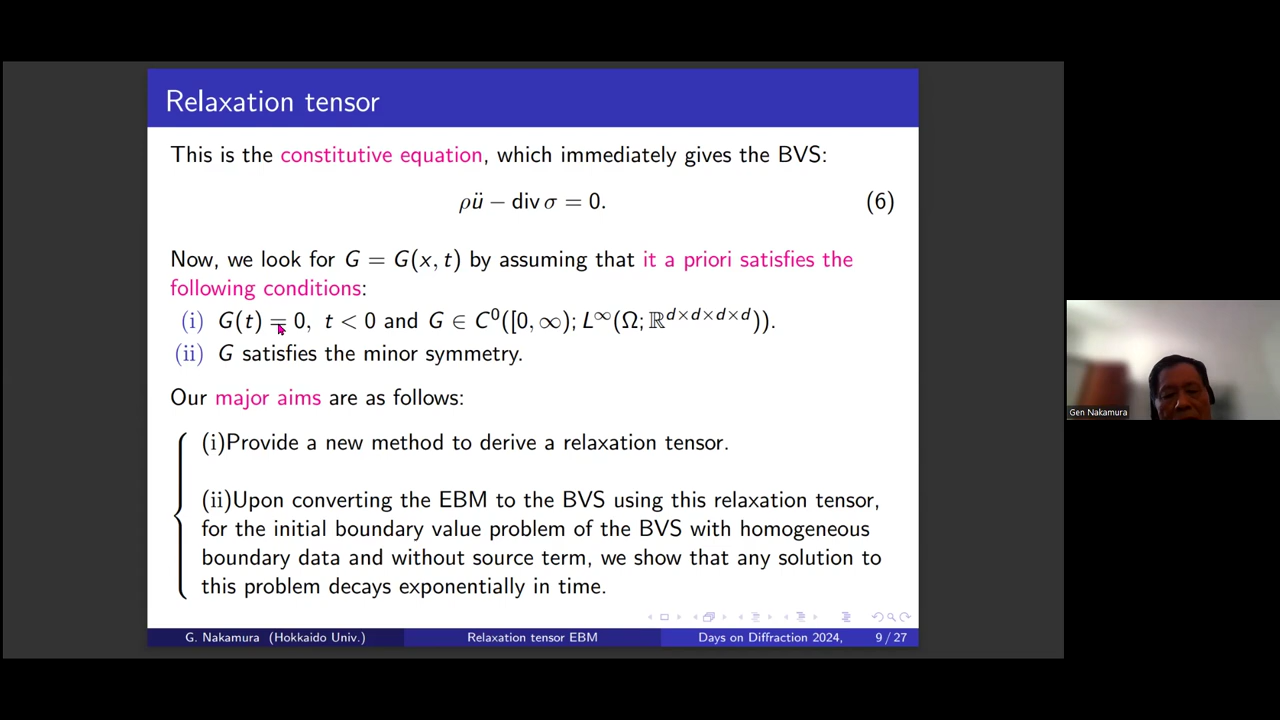 Relaxation tensor
This is the constitutive equation, which immediately gives the BVS:
ρü − div σ = 0. (6)
Now, we look for G = G(x, t) by assuming that it a priori satisfies the
following conditions:
(i) G(t) = 0, t < 0 and G ∈ C⁰([0, ∞); L^∞(Ω; ℝ^{d×d×d×d})).
(ii) G satisfies the minor symmetry.
Our major aims are as follows:
(i)Provide a new method to derive a relaxation tensor.
(ii)Upon converting the EBM to the BVS using this relaxation tensor,
for the initial boundary value problem of the BVS with homogeneous
boundary data and without source term, we show that any solution to
this problem decays exponentially in time.
G. Nakamura (Hokkaido Univ.) Relaxation tensor EBM Days on Diffraction 2024, 9 / 27
Gen Nakamura